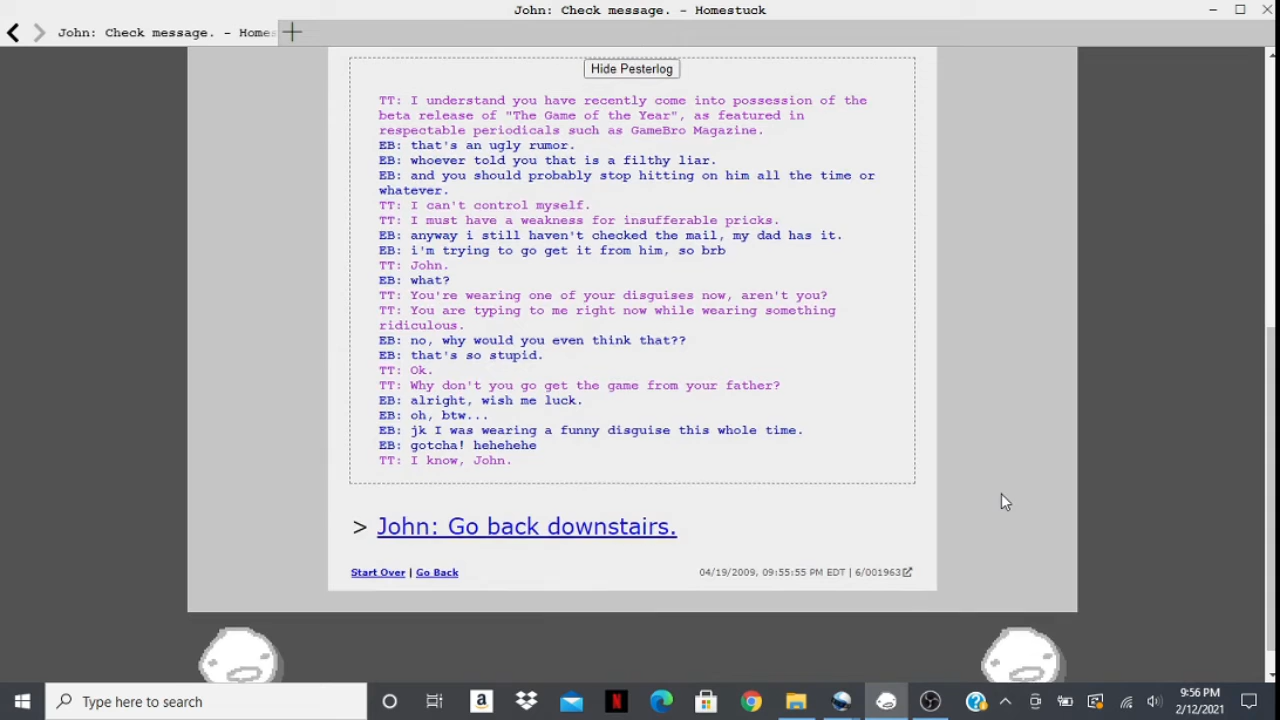 John: Check message. - Homestuck
John: Check message. - Homes
Hide Pesterlog
TT: I understand you have recently come into possession of the
beta release of "The Game of the Year", as featured in
respectable periodicals such as GameBro Magazine.
EB: that's an ugly rumor.
EB: whoever told you that is a filthy liar.
EB: and you should probably stop hitting on him all the time or
whatever.
TT: I can't control myself.
TT: I must have a weakness for insufferable pricks.
EB: anyway i still haven't checked the mail, my dad has it.
EB: i'm trying to go get it from him, so brb
TT: John.
EB: what?
TT: You're wearing one of your disguises now, aren't you?
TT: You are typing to me right now while wearing something
ridiculous.
EB: no, why would you even think that??
EB: that's so stupid.
TT: Ok.
TT: Why don't you go get the game from your father?
EB: alright, wish me luck.
EB: oh, btw...
EB: jk I was wearing a funny disguise this whole time.
EB: gotcha! hehehehe
TT: I know, John.
> John: Go back downstairs.
Start Over | Go Back
04/19/2009, 09:55:55 PM EDT | 6/001963
Type here to search
a
N
?
9:56 PM
2/12/2021